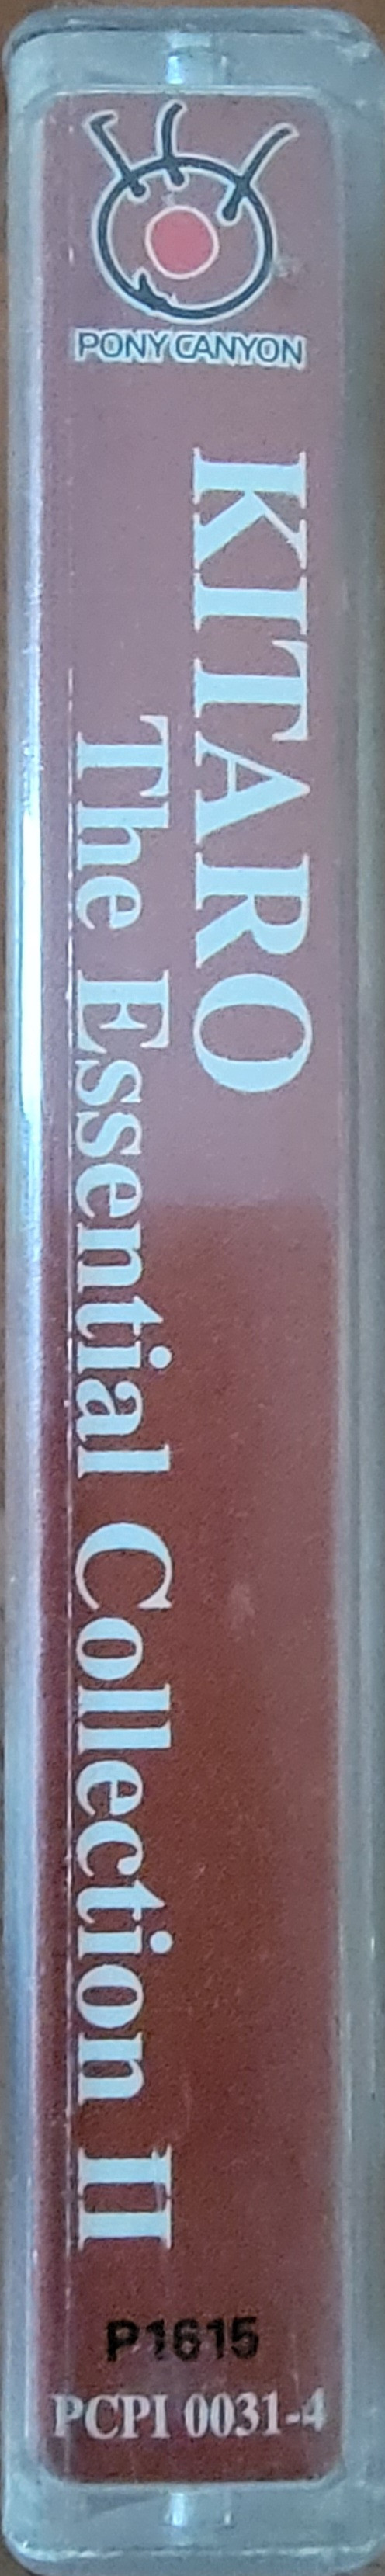 PONY CANYON
KITARO
The Essential Collection II
P1615
PCPI 0031-4